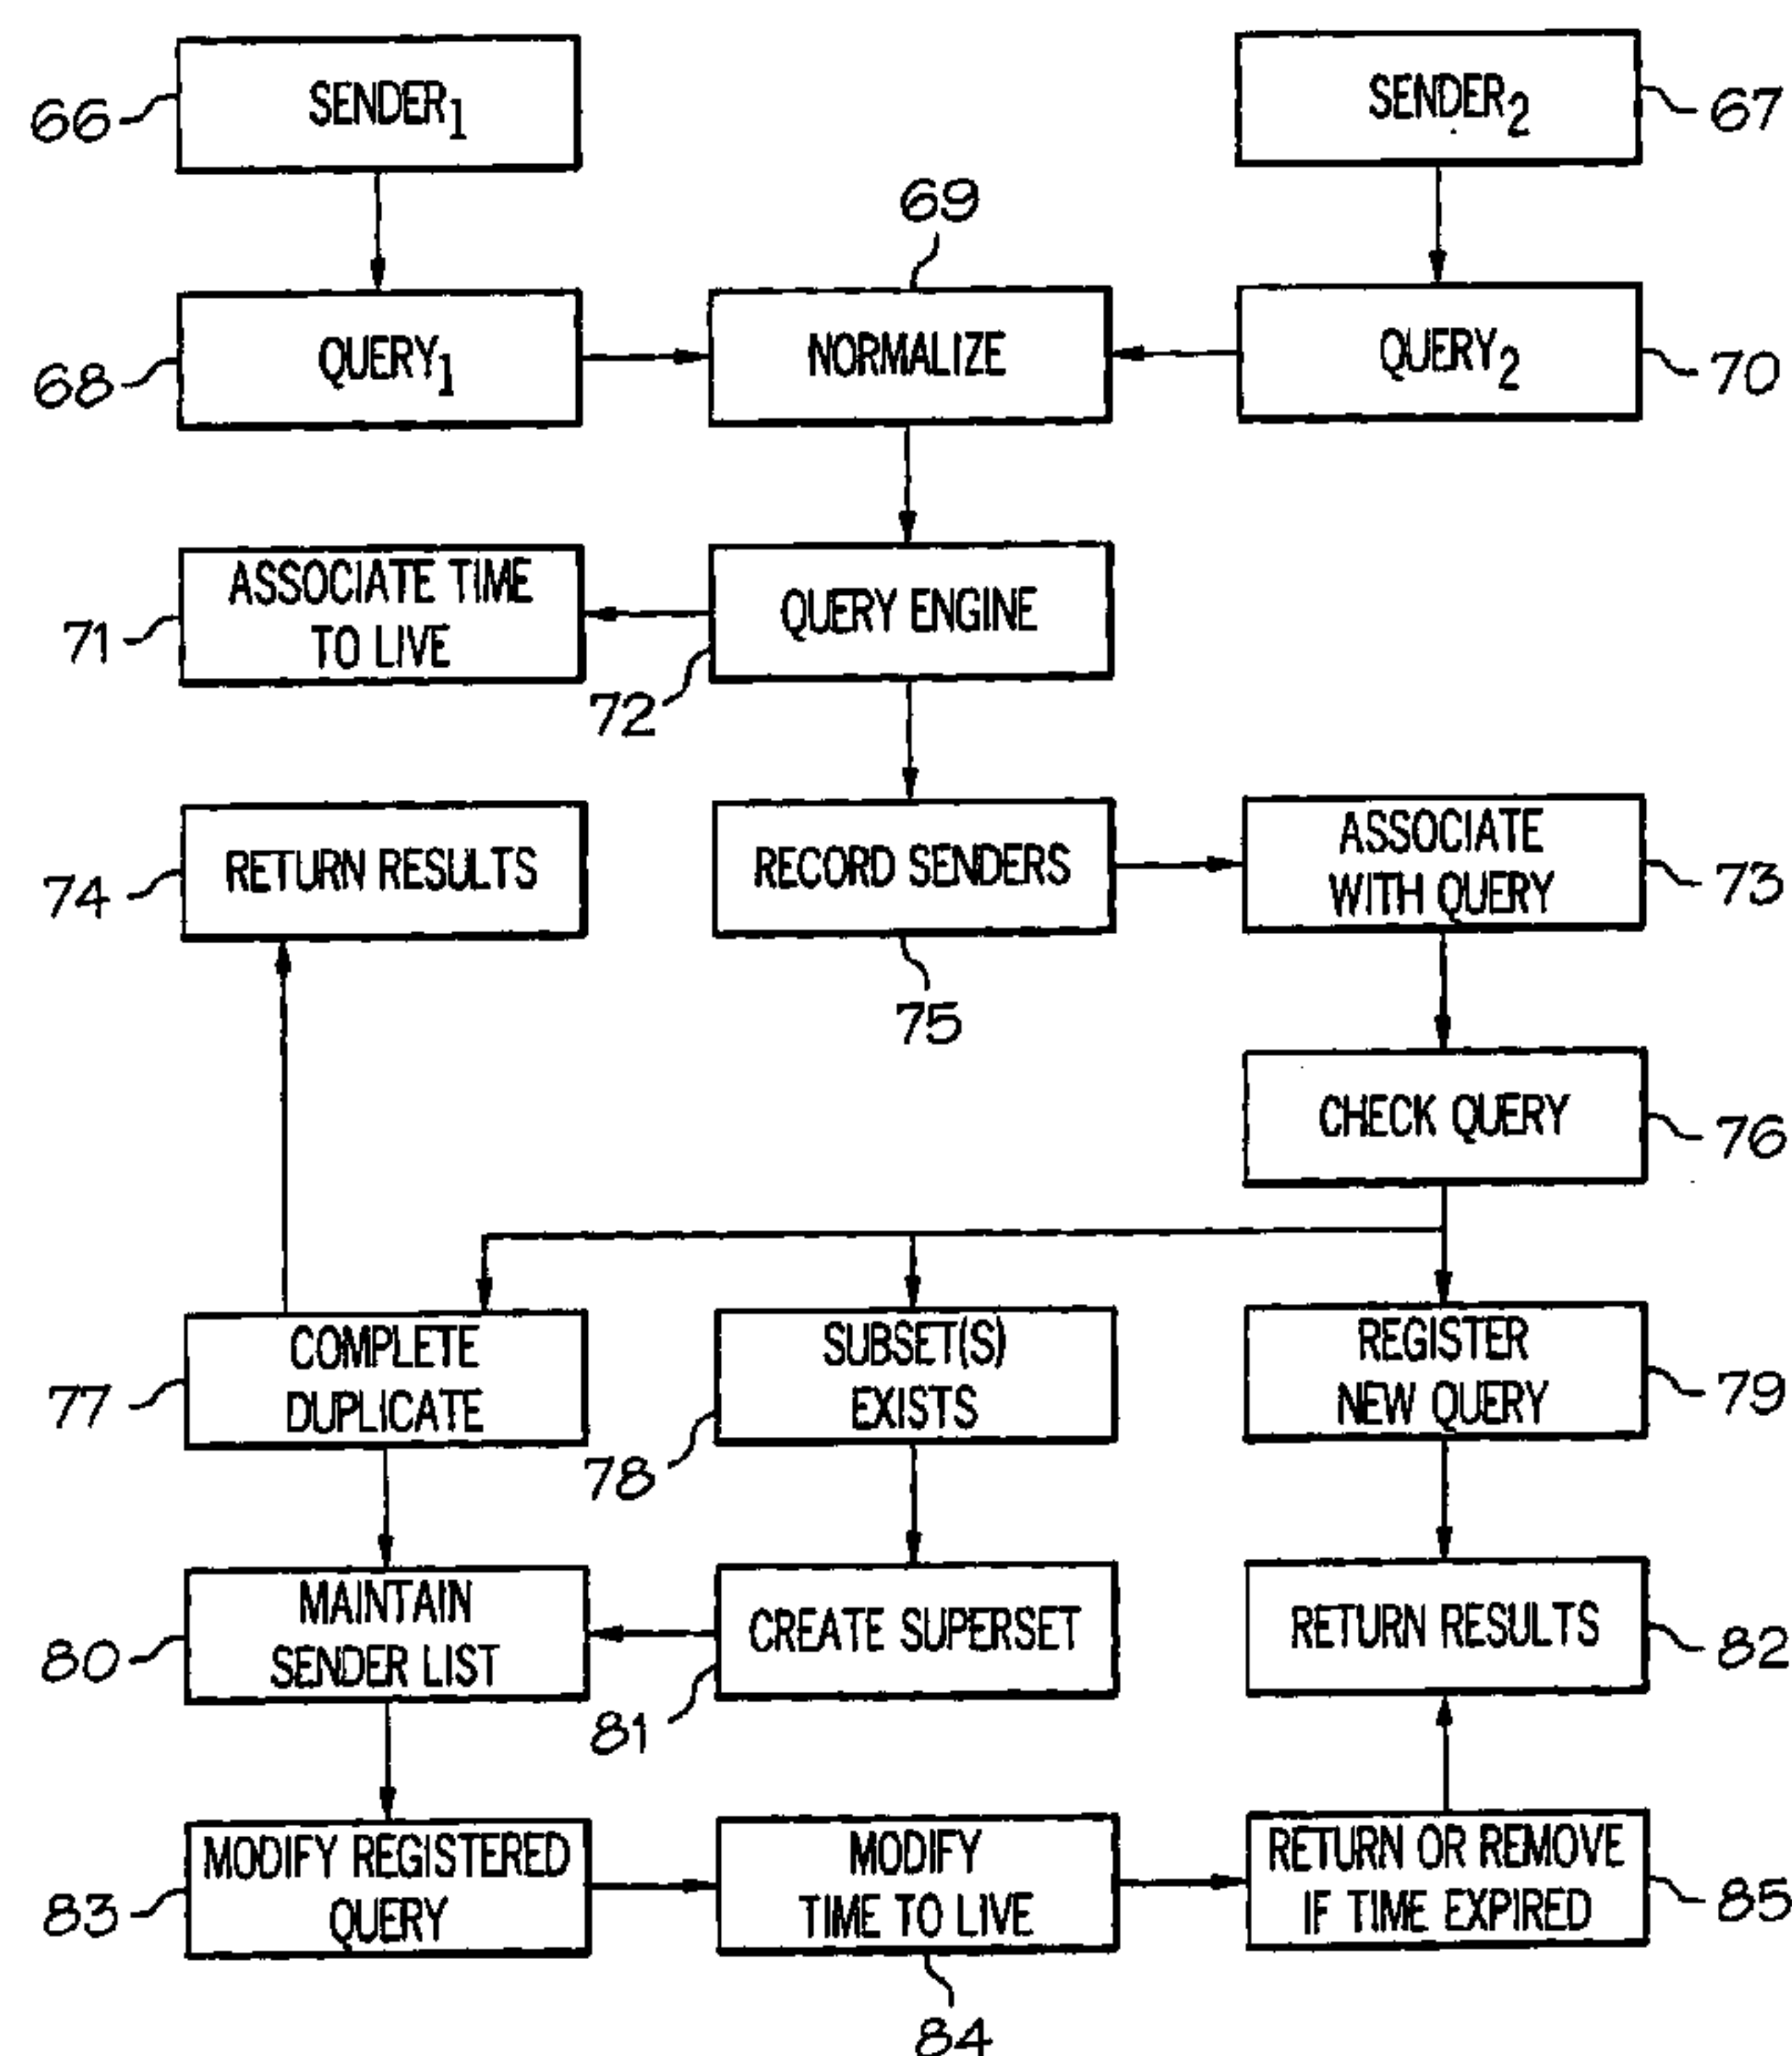 66
SENDER1
SENDER2
67
69
68
QUERY1
NORMALIZE
QUERY2
70
71
ASSOCIATE TIME
TO LIVE
QUERY ENGINE
72
74
RETURN RESULTS
RECORD SENDERS
ASSOCIATE
WITH QUERY
73
75
CHECK QUERY
76
77
COMPLETE
DUPLICATE
SUBSET(S)
EXISTS
78
REGISTER
NEW QUERY
79
80
MAINTAIN
SENDER LIST
CREATE SUPERSET
81
RETURN RESULTS
82
83
MODIFY REGISTERED
QUERY
MODIFY
TIME TO LIVE
84
RETURN OR REMOVE
IF TIME EXPIRED
85